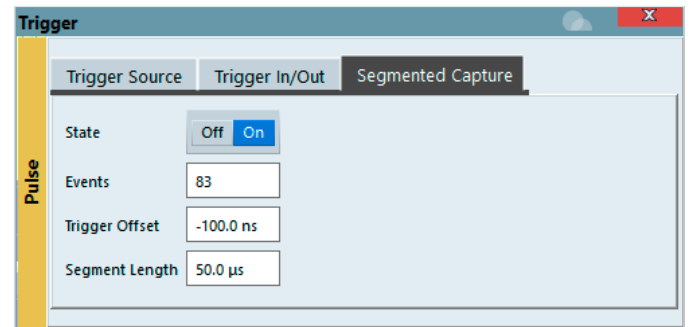 Trigger
X
Trigger Source Trigger In/Out Segmented Capture
Pulse
State Off On
Events 83
Trigger Offset -100.0 ns
Segment Length 50.0 µs